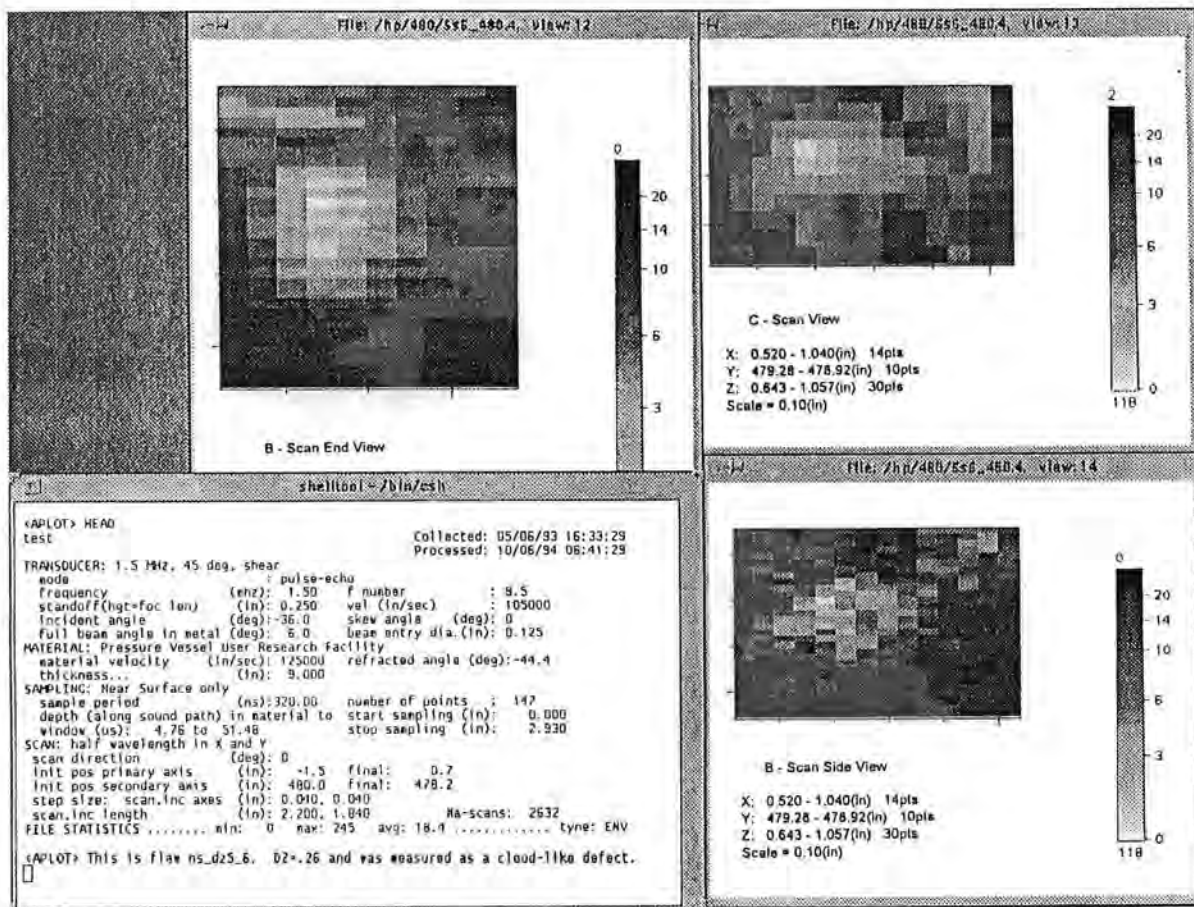 File: /hp/480/5s6_480.4, view:12
0
20
14
10
6
3
B - Scan End View
File: /hp/480/5s6_480.4, view:13
2
20
14
10
6
3
0
118
C - Scan View
X: 0.520 - 1.040(in) 14pts
Y: 479.28 - 478.92(in) 10pts
Z: 0.643 - 1.057(in) 30pts
Scale = 0.10(in)
shelltool - /bin/csh
<APLOT> HEAD
test
Collected: 05/06/93 16:33:29
Processed: 10/06/94 06:41:29
TRANSDUCER: 1.5 MHz, 45 deg, shear
mode : pulse-echo
frequency (mhz): 1.50 f number : 9.5
standoff(hgt+foc len) (in): 0.250 vel (in/sec) : 105000
incident angle (deg):-36.0 skew angle (deg): 0
full beam angle in metal (deg): 6.0 beam entry dia.(in): 0.125
MATERIAL: Pressure Vessel User Research Facility
material velocity (in/sec): 125000 refracted angle (deg):-44.4
thickness... (in): 9.000
SAMPLING: Near Surface only
sample period (ns):320.00 number of points : 147
depth (along sound path) in material to start sampling (in): 0.000
window (us): 4.76 to 51.48 stop sampling (in): 2.930
SCAN: half wavelength in X and Y
scan direction (deg): 0
init pos primary axis (in): -1.5 final: 0.7
init pos secondary axis (in): 480.0 final: 478.2
step size: scan.inc axes (in): 0.040, 0.040
scan.inc length (in): 2.200, 1.840 Na-scans: 2632
FILE STATISTICS ........ min: 0 max: 245 avg: 18.4 ............. type: ENV
<APLOT> This is flaw ns_dz5_6. DZ=.26 and was measured as a cloud-like defect.
File: /hp/480/5s6_480.4, view:14
0
20
14
10
6
3
0
118
B - Scan Side View
X: 0.520 - 1.040(in) 14pts
Y: 479.28 - 478.92(in) 10pts
Z: 0.643 - 1.057(in) 30pts
Scale = 0.10(in)